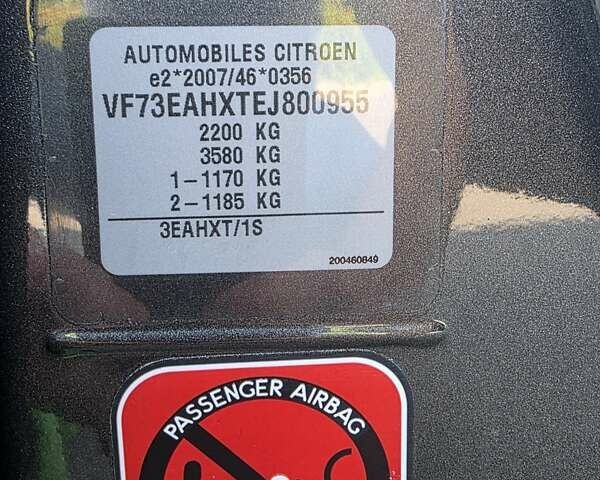 AUTOMOBILES CITROEN
e2*2007/46*0356
VF73EAHXTEJ800955
2200 KG
3580 KG
1-1170 KG
2-1185 KG
3EAHXT/1S
200460849
PASSENGER AIRBAG